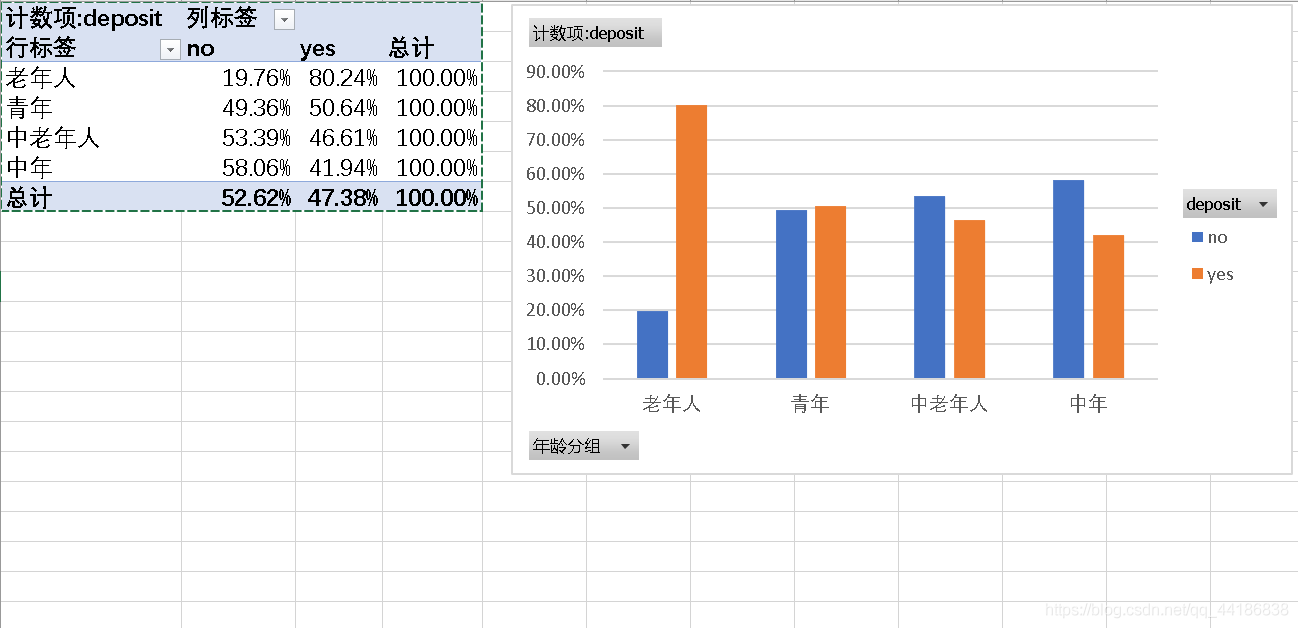 计数项:deposit 列标签
行标签 no yes 总计
老年人 19.76% 80.24% 100.00%
青年 49.36% 50.64% 100.00%
中老年人 53.39% 46.61% 100.00%
中年 58.06% 41.94% 100.00%
总计 52.62% 47.38% 100.00%
计数项:deposit
90.00%
80.00%
70.00%
60.00%
50.00%
40.00%
30.00%
20.00%
10.00%
0.00%
老年人 青年 中老年人 中年
年龄分组
deposit
no
yes
https://blog.csdn.net/qq_44186838